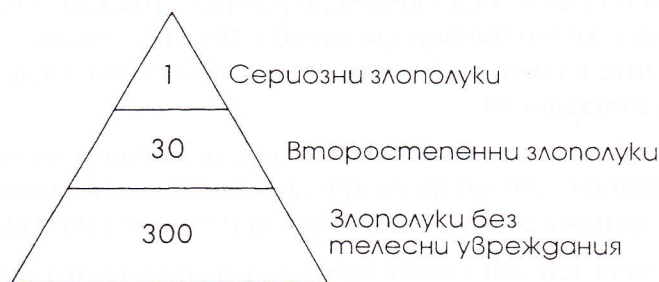 1 Сериозни злополуки
30 Второстепенни злополуки
300 Злополуки без
телесни увреждания